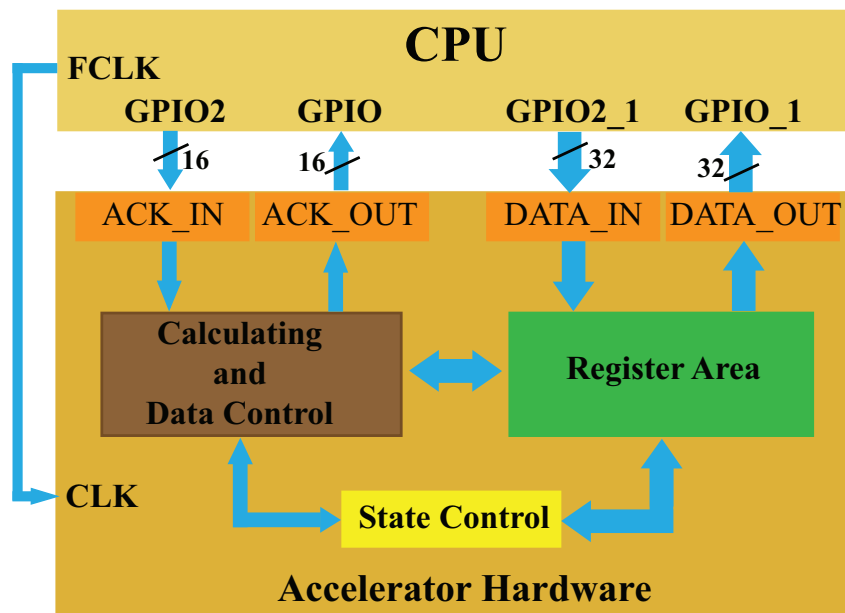 CPU
FCLK
GPIO2 GPIO GPIO2_1 GPIO_1
16 16 32 32
ACK_IN ACK_OUT DATA_IN DATA_OUT
Calculating
and
Data Control
Register Area
CLK
State Control
Accelerator Hardware